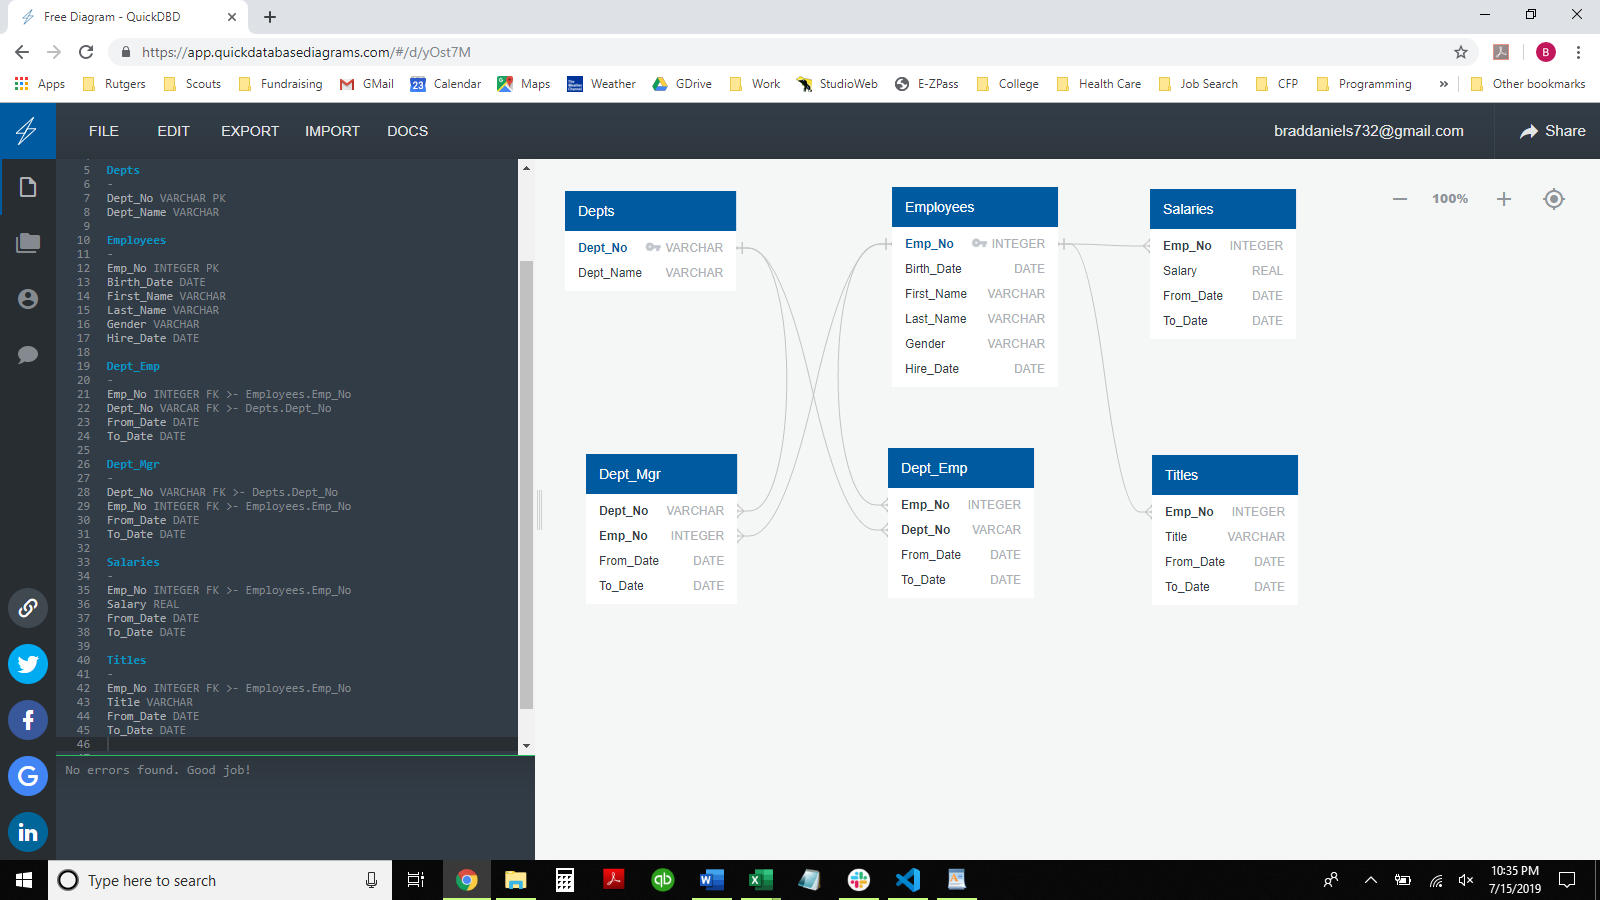 Free Diagram - QuickDBD
https://app.quickdatabasediagrams.com/#/d/yOst7M
B
Apps Rutgers Scouts Fundraising GMail 23 Calendar Maps Weather GDrive Work StudioWeb E-ZPass College Health Care Job Search CFP Programming » Other bookmarks
FILE EDIT EXPORT IMPORT DOCS braddaniels732@gmail.com Share
5 Depts
6 -
7 Dept_No VARCHAR PK
8 Dept_Name VARCHAR
9
10 Employees
11 -
12 Emp_No INTEGER PK
13 Birth_Date DATE
14 First_Name VARCHAR
15 Last_Name VARCHAR
16 Gender VARCHAR
17 Hire_Date DATE
18
19 Dept_Emp
20 -
21 Emp_No INTEGER FK >- Employees.Emp_No
22 Dept_No VARCAR FK >- Depts.Dept_No
23 From_Date DATE
24 To_Date DATE
25
26 Dept_Mgr
27 -
28 Dept_No VARCHAR FK >- Depts.Dept_No
29 Emp_No INTEGER FK >- Employees.Emp_No
30 From_Date DATE
31 To_Date DATE
32
33 Salaries
34 -
35 Emp_No INTEGER FK >- Employees.Emp_No
36 Salary REAL
37 From_Date DATE
38 To_Date DATE
39
40 Titles
41 -
42 Emp_No INTEGER FK >- Employees.Emp_No
43 Title VARCHAR
44 From_Date DATE
45 To_Date DATE
46
No errors found. Good job!
100%
Depts
Dept_No VARCHAR
Dept_Name VARCHAR
Employees
Emp_No INTEGER
Birth_Date DATE
First_Name VARCHAR
Last_Name VARCHAR
Gender VARCHAR
Hire_Date DATE
Salaries
Emp_No INTEGER
Salary REAL
From_Date DATE
To_Date DATE
Dept_Mgr
Dept_No VARCHAR
Emp_No INTEGER
From_Date DATE
To_Date DATE
Dept_Emp
Emp_No INTEGER
Dept_No VARCAR
From_Date DATE
To_Date DATE
Titles
Emp_No INTEGER
Title VARCHAR
From_Date DATE
To_Date DATE
f
G
in
Type here to search
qb
10:35 PM
7/15/2019